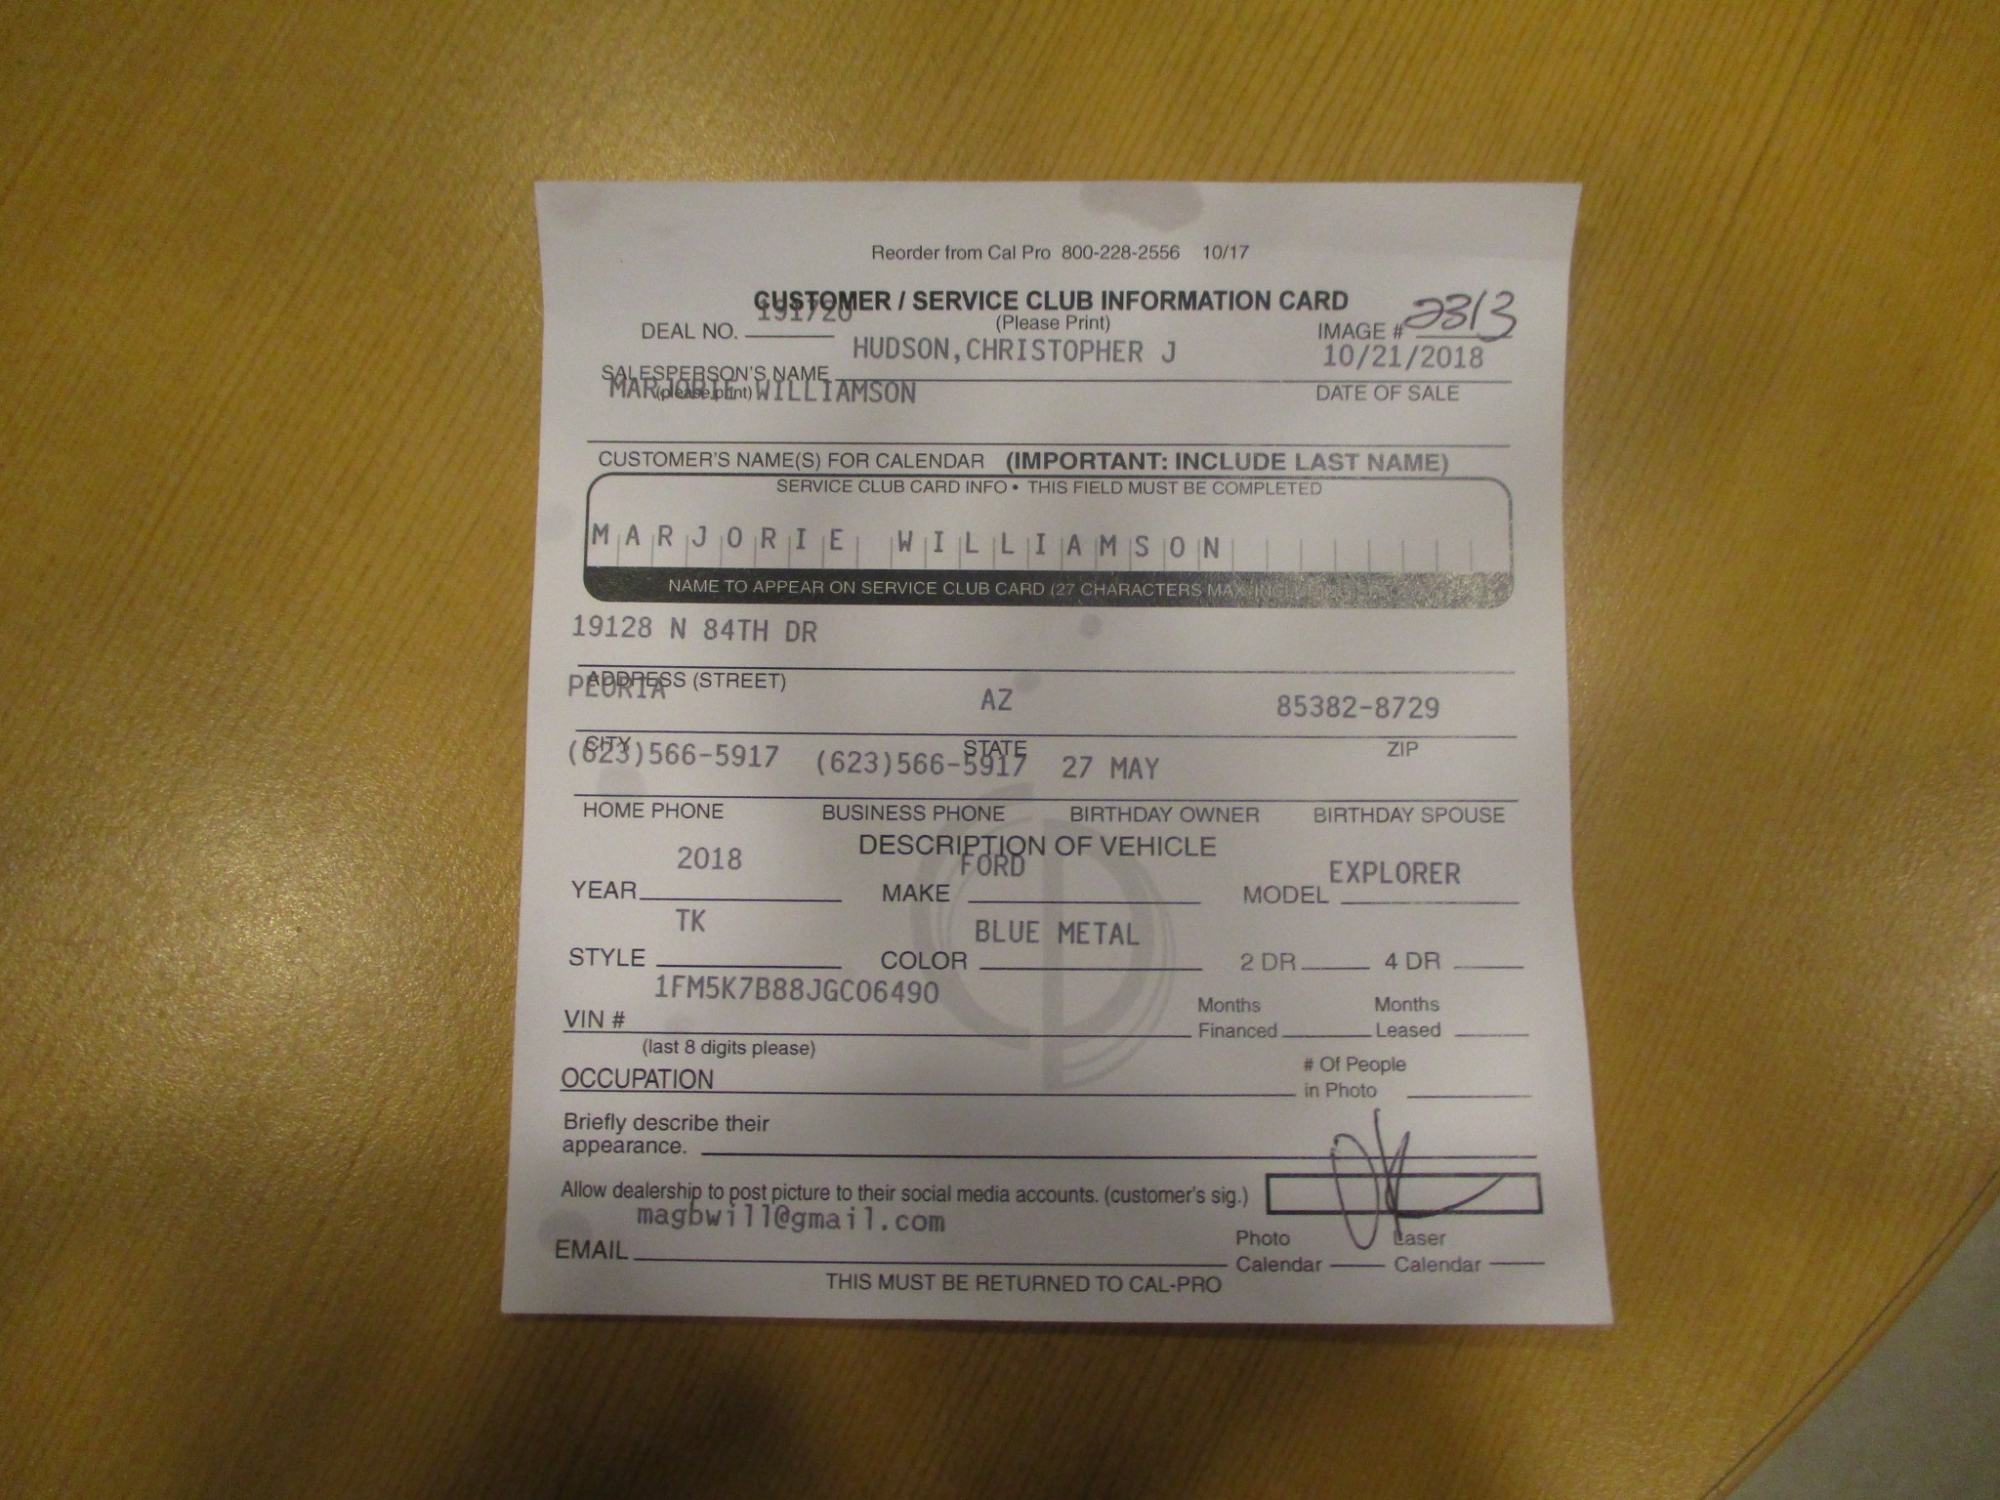 Reorder from Cal Pro 800-228-2556 10/17
CUSTOMER / SERVICE CLUB INFORMATION CARD
191720
DEAL NO. (Please Print) IMAGE # 2313
HUDSON,CHRISTOPHER J 10/21/2018
SALESPERSON'S NAME
(please print) DATE OF SALE
MARJORIE WILLIAMSON
CUSTOMER'S NAME(S) FOR CALENDAR (IMPORTANT: INCLUDE LAST NAME)
SERVICE CLUB CARD INFO • THIS FIELD MUST BE COMPLETED
MARJORIE WILLIAMSON
NAME TO APPEAR ON SERVICE CLUB CARD (27 CHARACTERS MAX
19128 N 84TH DR
ADDRESS (STREET)
PEORIA AZ 85382-8729
CITY STATE ZIP
(623)566-5917 (623)566-5917 27 MAY
HOME PHONE BUSINESS PHONE BIRTHDAY OWNER BIRTHDAY SPOUSE
DESCRIPTION OF VEHICLE
2018 FORD EXPLORER
YEAR MAKE MODEL
TK BLUE METAL
STYLE COLOR 2 DR 4 DR
1FM5K7B88JGC06490
VIN # Months Financed Months Leased
(last 8 digits please)
OCCUPATION # Of People in Photo
Briefly describe their
appearance.
Allow dealership to post picture to their social media accounts. (customer's sig.)
magbwill@gmail.com
EMAIL Photo Calendar Laser Calendar
THIS MUST BE RETURNED TO CAL-PRO